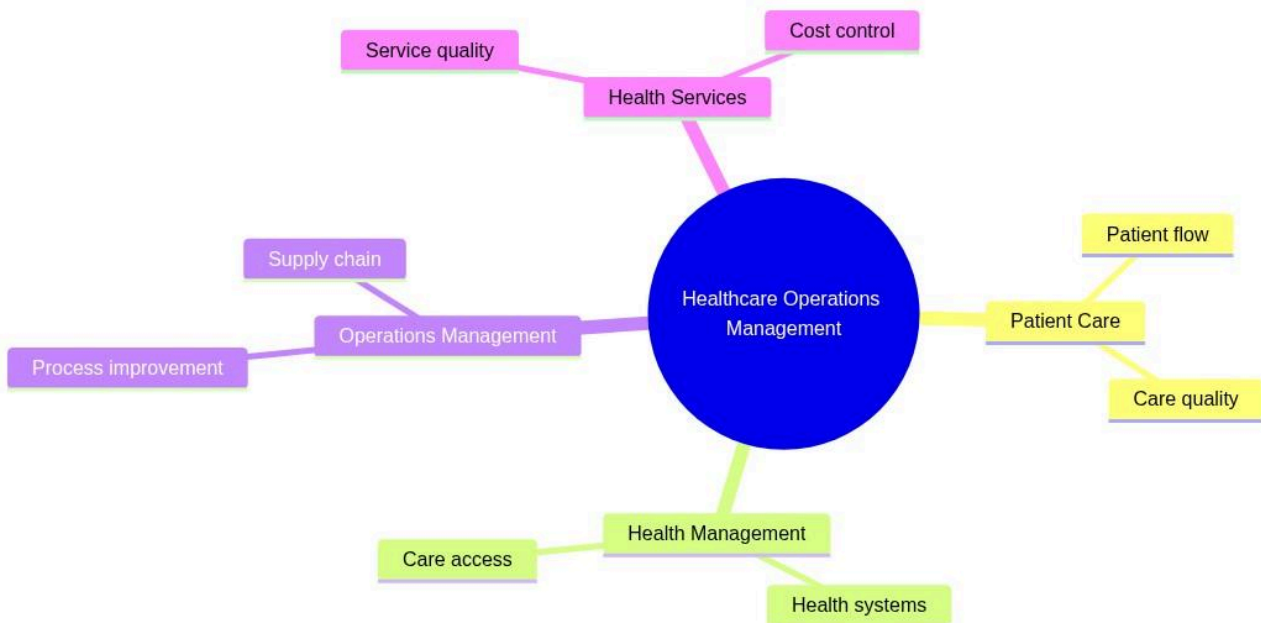 Cost control
Service quality
Health Services
Patient flow
Supply chain
Healthcare Operations
Management
Patient Care
Operations Management
Process improvement
Care quality
Health Management
Care access
Health systems